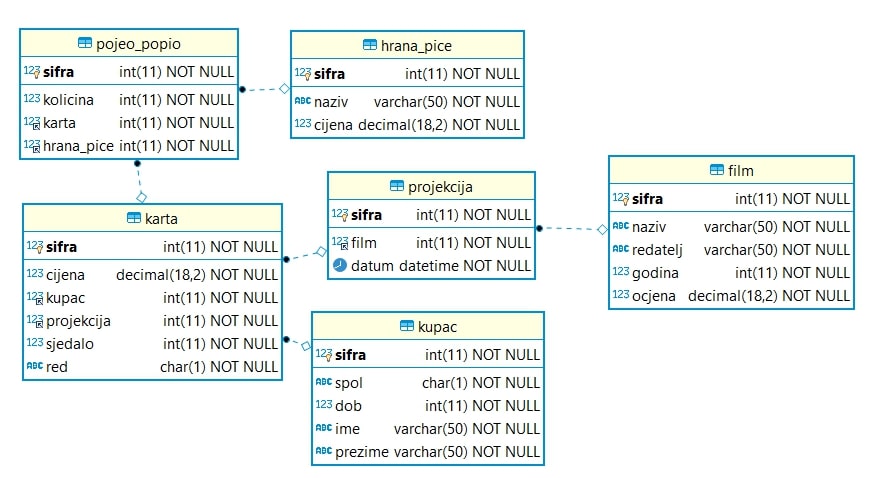 pojeo_popio
123 sifra int(11) NOT NULL
123 kolicina int(11) NOT NULL
123 karta int(11) NOT NULL
123 hrana_pice int(11) NOT NULL
hrana_pice
123 sifra int(11) NOT NULL
ABC naziv varchar(50) NOT NULL
123 cijena decimal(18,2) NOT NULL
karta
123 sifra int(11) NOT NULL
123 cijena decimal(18,2) NOT NULL
123 kupac int(11) NOT NULL
123 projekcija int(11) NOT NULL
123 sjedalo int(11) NOT NULL
ABC red char(1) NOT NULL
projekcija
123 sifra int(11) NOT NULL
123 film int(11) NOT NULL
datum datetime NOT NULL
film
123 sifra int(11) NOT NULL
ABC naziv varchar(50) NOT NULL
ABC redatelj varchar(50) NOT NULL
123 godina int(11) NOT NULL
123 ocjena decimal(18,2) NOT NULL
kupac
123 sifra int(11) NOT NULL
ABC spol char(1) NOT NULL
123 dob int(11) NOT NULL
ABC ime varchar(50) NOT NULL
ABC prezime varchar(50) NOT NULL